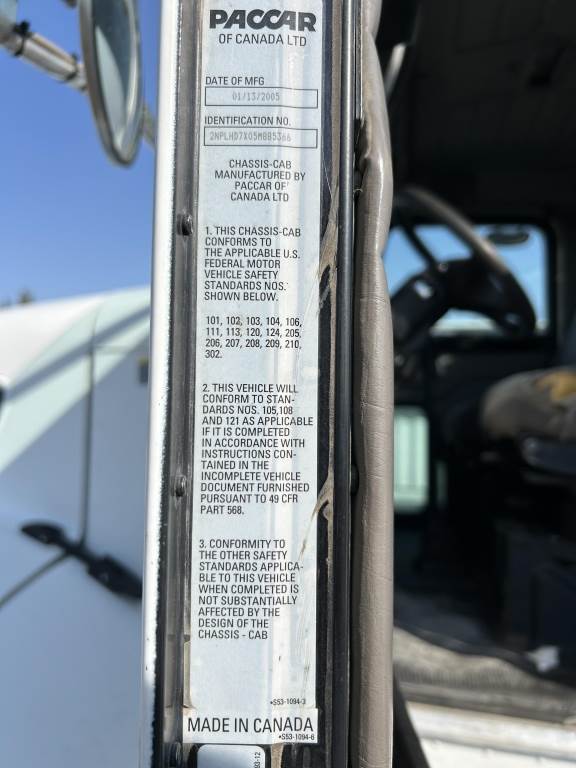 PACCAR
OF CANADA LTD
DATE OF MFG
01/13/2005
IDENTIFICATION NO.
2NPLHD7X05M885366
CHASSIS-CAB
MANUFACTURED BY
PACCAR OF
CANADA LTD
1. THIS CHASSIS-CAB
CONFORMS TO
THE APPLICABLE U.S.
FEDERAL MOTOR
VEHICLE SAFETY
STANDARDS NOS.
SHOWN BELOW.
101, 102, 103, 104, 106,
111, 113, 120, 124, 205,
206, 207, 208, 209, 210,
302.
2. THIS VEHICLE WILL
CONFORM TO STAN-
DARDS NOS. 105,108
AND 121 AS APPLICABLE
IF IT IS COMPLETED
IN ACCORDANCE WITH
INSTRUCTIONS CON-
TAINED IN THE
INCOMPLETE VEHICLE
DOCUMENT FURNISHED
PURSUANT TO 49 CFR
PART 568.
3. CONFORMITY TO
THE OTHER SAFETY
STANDARDS APPLICA-
BLE TO THIS VEHICLE
WHEN COMPLETED IS
NOT SUBSTANTIALLY
AFFECTED BY THE
DESIGN OF THE
CHASSIS - CAB
•S53-1094-3
MADE IN CANADA
•S53-1094-6